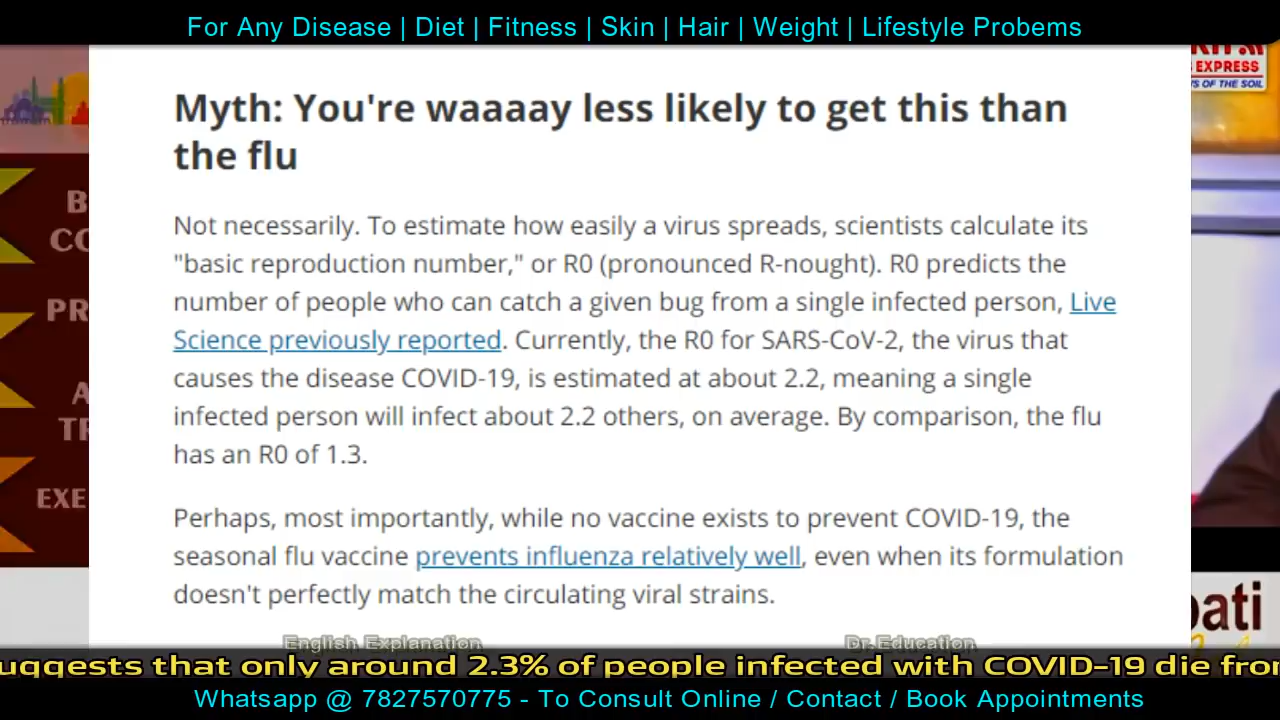 For Any Disease | Diet | Fitness | Skin | Hair | Weight | Lifestyle Probems
EXPRESS
OF THE SOIL
Myth: You're waaaay less likely to get this than
the flu
Not necessarily. To estimate how easily a virus spreads, scientists calculate its
"basic reproduction number," or R0 (pronounced R-nought). R0 predicts the
number of people who can catch a given bug from a single infected person, Live
Science previously reported. Currently, the R0 for SARS-CoV-2, the virus that
causes the disease COVID-19, is estimated at about 2.2, meaning a single
infected person will infect about 2.2 others, on average. By comparison, the flu
has an R0 of 1.3.
Perhaps, most importantly, while no vaccine exists to prevent COVID-19, the
seasonal flu vaccine prevents influenza relatively well, even when its formulation
doesn't perfectly match the circulating viral strains.
English Explanation
Dr. Education
uggests that only around 2.3% of people infected with COVID-19 die fro
Whatsapp @ 7827570775 - To Consult Online / Contact / Book Appointments